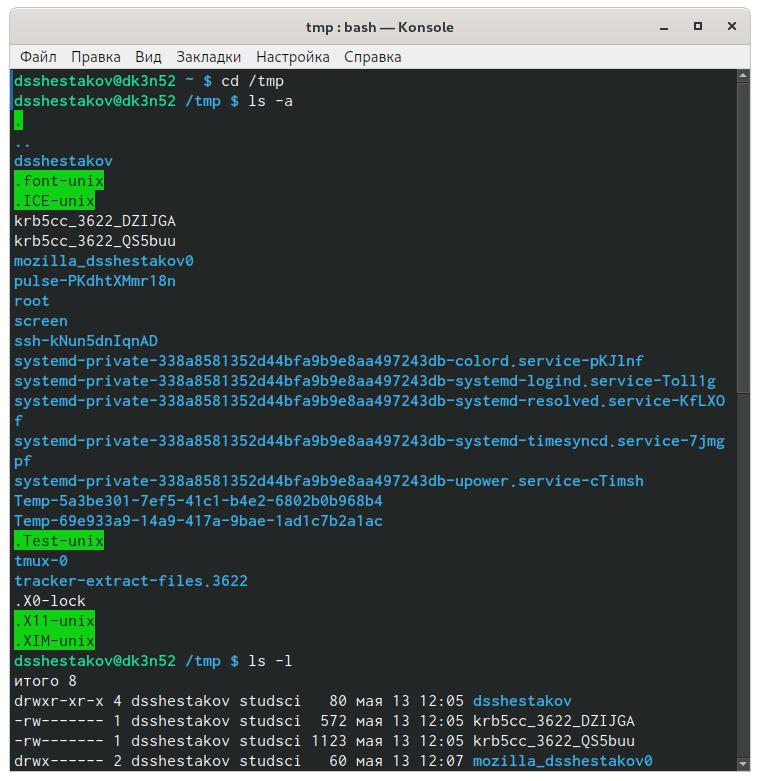 tmp : bash — Konsole
Файл Правка Вид Закладки Настройка Справка
dsshestakov@dk3n52 ~ $ cd /tmp
dsshestakov@dk3n52 /tmp $ ls -a
.
..
dsshestakov
.font-unix
.ICE-unix
krb5cc_3622_DZIJGA
krb5cc_3622_QS5buu
mozilla_dsshestakov0
pulse-PKdhtXMmr18n
root
screen
ssh-kNun5dnIqnAD
systemd-private-338a8581352d44bfa9b9e8aa497243db-colord.service-pKJlnf
systemd-private-338a8581352d44bfa9b9e8aa497243db-systemd-logind.service-Toll1g
systemd-private-338a8581352d44bfa9b9e8aa497243db-systemd-resolved.service-KfLXO
f
systemd-private-338a8581352d44bfa9b9e8aa497243db-systemd-timesyncd.service-7jmg
pf
systemd-private-338a8581352d44bfa9b9e8aa497243db-upower.service-cTimsh
Temp-5a3be301-7ef5-41c1-b4e2-6802b0b968b4
Temp-69e933a9-14a9-417a-9bae-1ad1c7b2a1ac
.Test-unix
tmux-0
tracker-extract-files.3622
.X0-lock
.X11-unix
.XIM-unix
dsshestakov@dk3n52 /tmp $ ls -l
итого 8
drwxr-xr-x 4 dsshestakov studsci   80 мая 13 12:05 dsshestakov
-rw------- 1 dsshestakov studsci  572 мая 13 12:05 krb5cc_3622_DZIJGA
-rw------- 1 dsshestakov studsci 1123 мая 13 12:05 krb5cc_3622_QS5buu
drwx------ 2 dsshestakov studsci   60 мая 13 12:07 mozilla_dsshestakov0